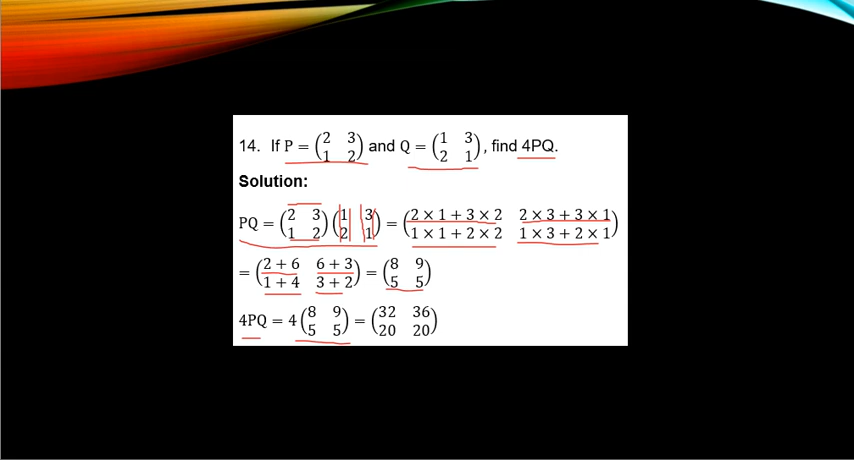 14. If P = (2 3
1 2) and Q = (1 3
2 1), find 4PQ.
Solution:
PQ = (2 3
1 2)(1 3
2 1) = (2 × 1 + 3 × 2 2 × 3 + 3 × 1
1 × 1 + 2 × 2 1 × 3 + 2 × 1)
= (2 + 6 6 + 3
1 + 4 3 + 2) = (8 9
5 5)
4PQ = 4(8 9
5 5) = (32 36
20 20)